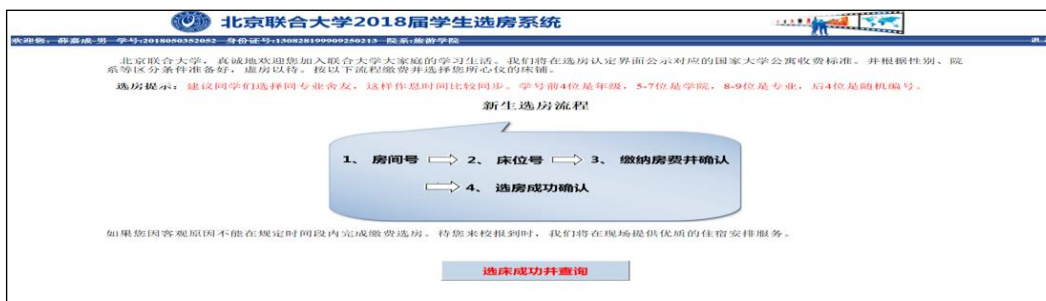 北京联合大学2018届学生选房系统
欢迎您：薛嘉成-男 学号:2018050352052 身份证号:130828199909250213 院系:旅游学院
北京联合大学，真诚地欢迎您加入联合大学大家庭的学习生活。我们将在选房认定界面公示对应的国家大学公寓收费标准。并根据性别、院
系等区分条件准备好，虚房以待。按以下流程缴费并选择您所心仪的床铺。
选房提示：建议同学们选择同专业舍友，这样作息时间比较同步。学号前4位是年级，5-7位是学院，8-9位是专业，后4位是随机编号。
新生选房流程
1、 房间号 2、 床位号 3、 缴纳房费并确认
4、 选房成功确认
如果您因客观原因不能在规定时间段内完成缴费选房。待您来校报到时，我们将在现场提供优质的住宿安排服务。
选床成功并查询